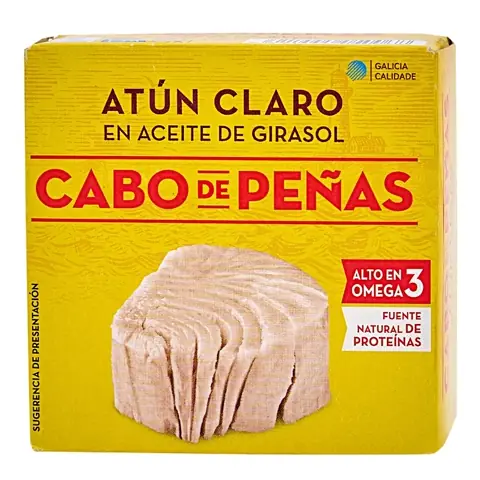 GALICIA
CALIDADE
ATÚN CLARO
EN ACEITE DE GIRASOL
CABO DE PEÑAS
ALTO EN
OMEGA 3
FUENTE
NATURAL DE
PROTEÍNAS
SUGERENCIA DE PRESENTACIÓN